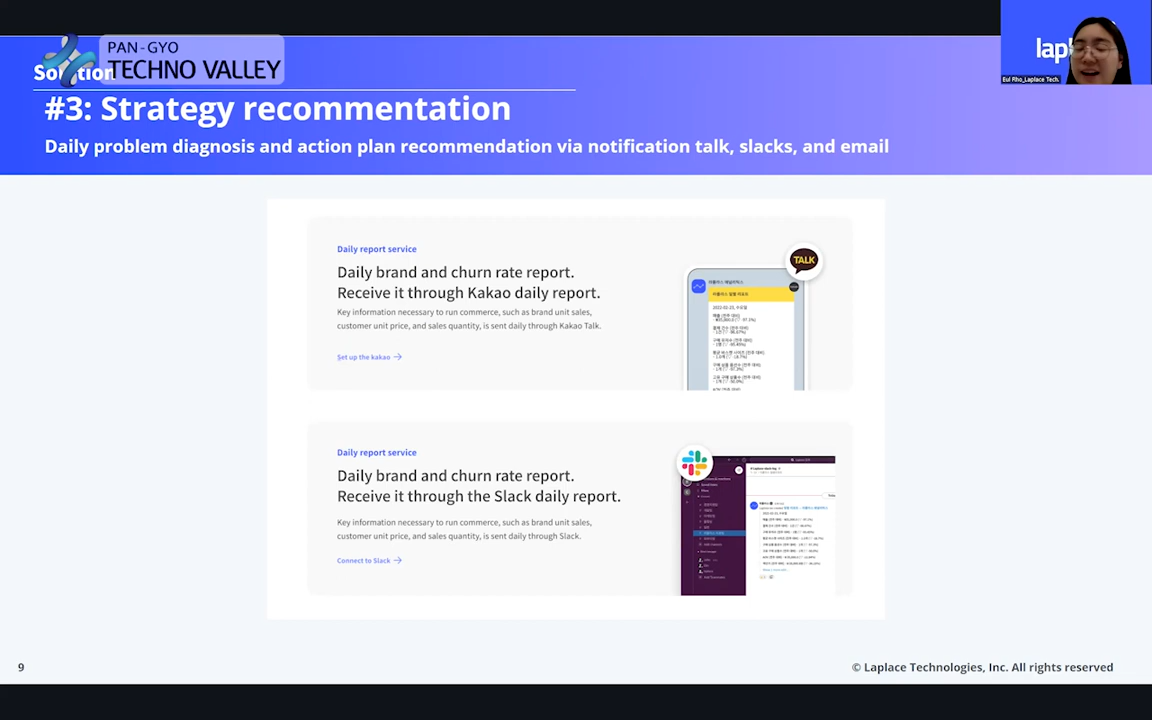 PAN-GYO
TECHNO VALLEY
Solution
#3: Strategy recommentation
Daily problem diagnosis and action plan recommendation via notification talk, slacks, and email
lap
Eul Rho_Laplace Tech.
Daily report service
Daily brand and churn rate report.
Receive it through Kakao daily report.
Key information necessary to run commerce, such as brand unit sales,
customer unit price, and sales quantity, is sent daily through Kakao Talk.
Set up the kakao
TALK
Daily report service
Daily brand and churn rate report.
Receive it through the Slack daily report.
Key information necessary to run commerce, such as brand unit sales,
customer unit price, and sales quantity, is sent daily through Slack.
Connect to Slack
9
© Laplace Technologies, Inc. All rights reserved